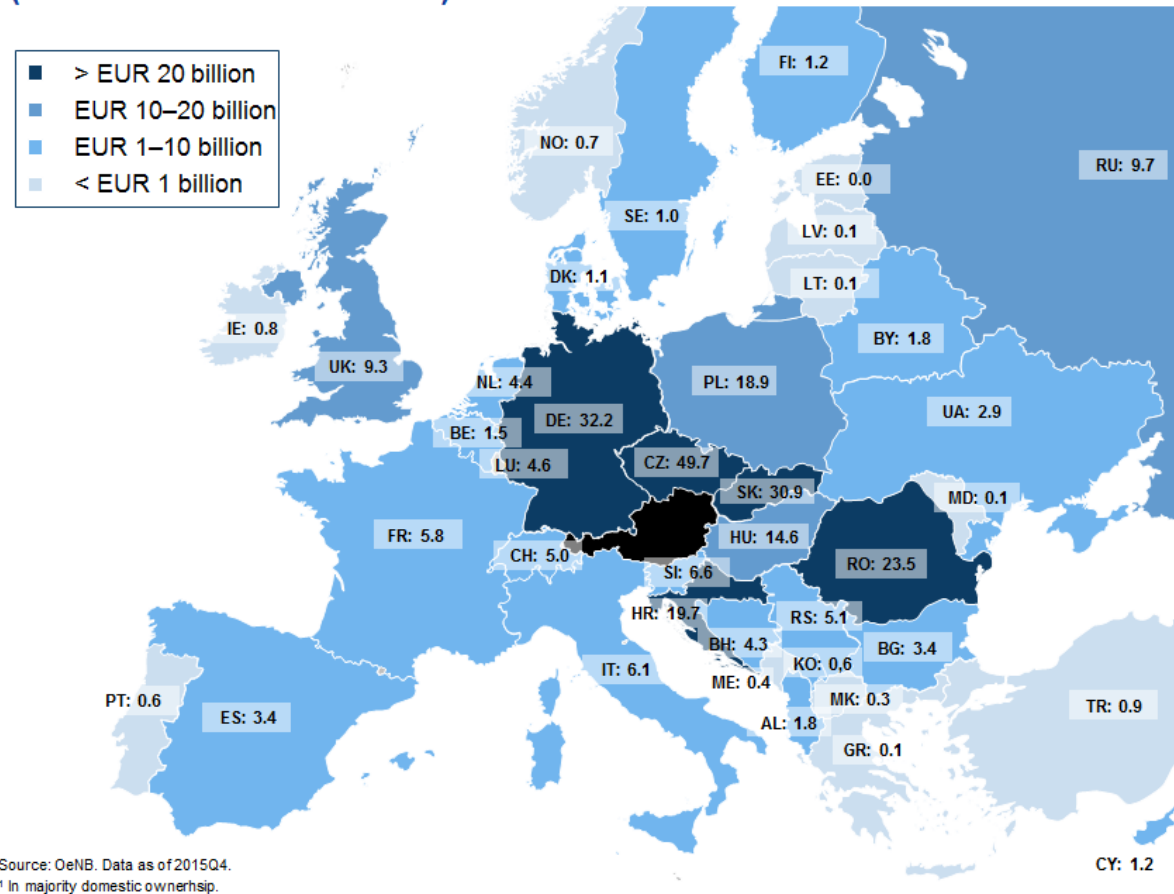 > EUR 20 billion
EUR 10–20 billion
EUR 1–10 billion
< EUR 1 billion
FI: 1.2
NO: 0.7
RU: 9.7
EE: 0.0
SE: 1.0
LV: 0.1
DK: 1.1
LT: 0.1
IE: 0.8
BY: 1.8
UK: 9.3
NL: 4.4
PL: 18.9
UA: 2.9
DE: 32.2
BE: 1.5
LU: 4.6
CZ: 49.7
SK: 30.9
MD: 0.1
FR: 5.8
HU: 14.6
CH: 5.0
RO: 23.5
SI: 6.6
HR: 19.7
RS: 5.1
BH: 4.3
BG: 3.4
KO: 0,6
IT: 6.1
ME: 0.4
PT: 0.6
MK: 0.3
TR: 0.9
ES: 3.4
AL: 1.8
GR: 0.1
CY: 1.2
Source: OeNB. Data as of 2015Q4.
¹ In majority domestic ownerhsip.